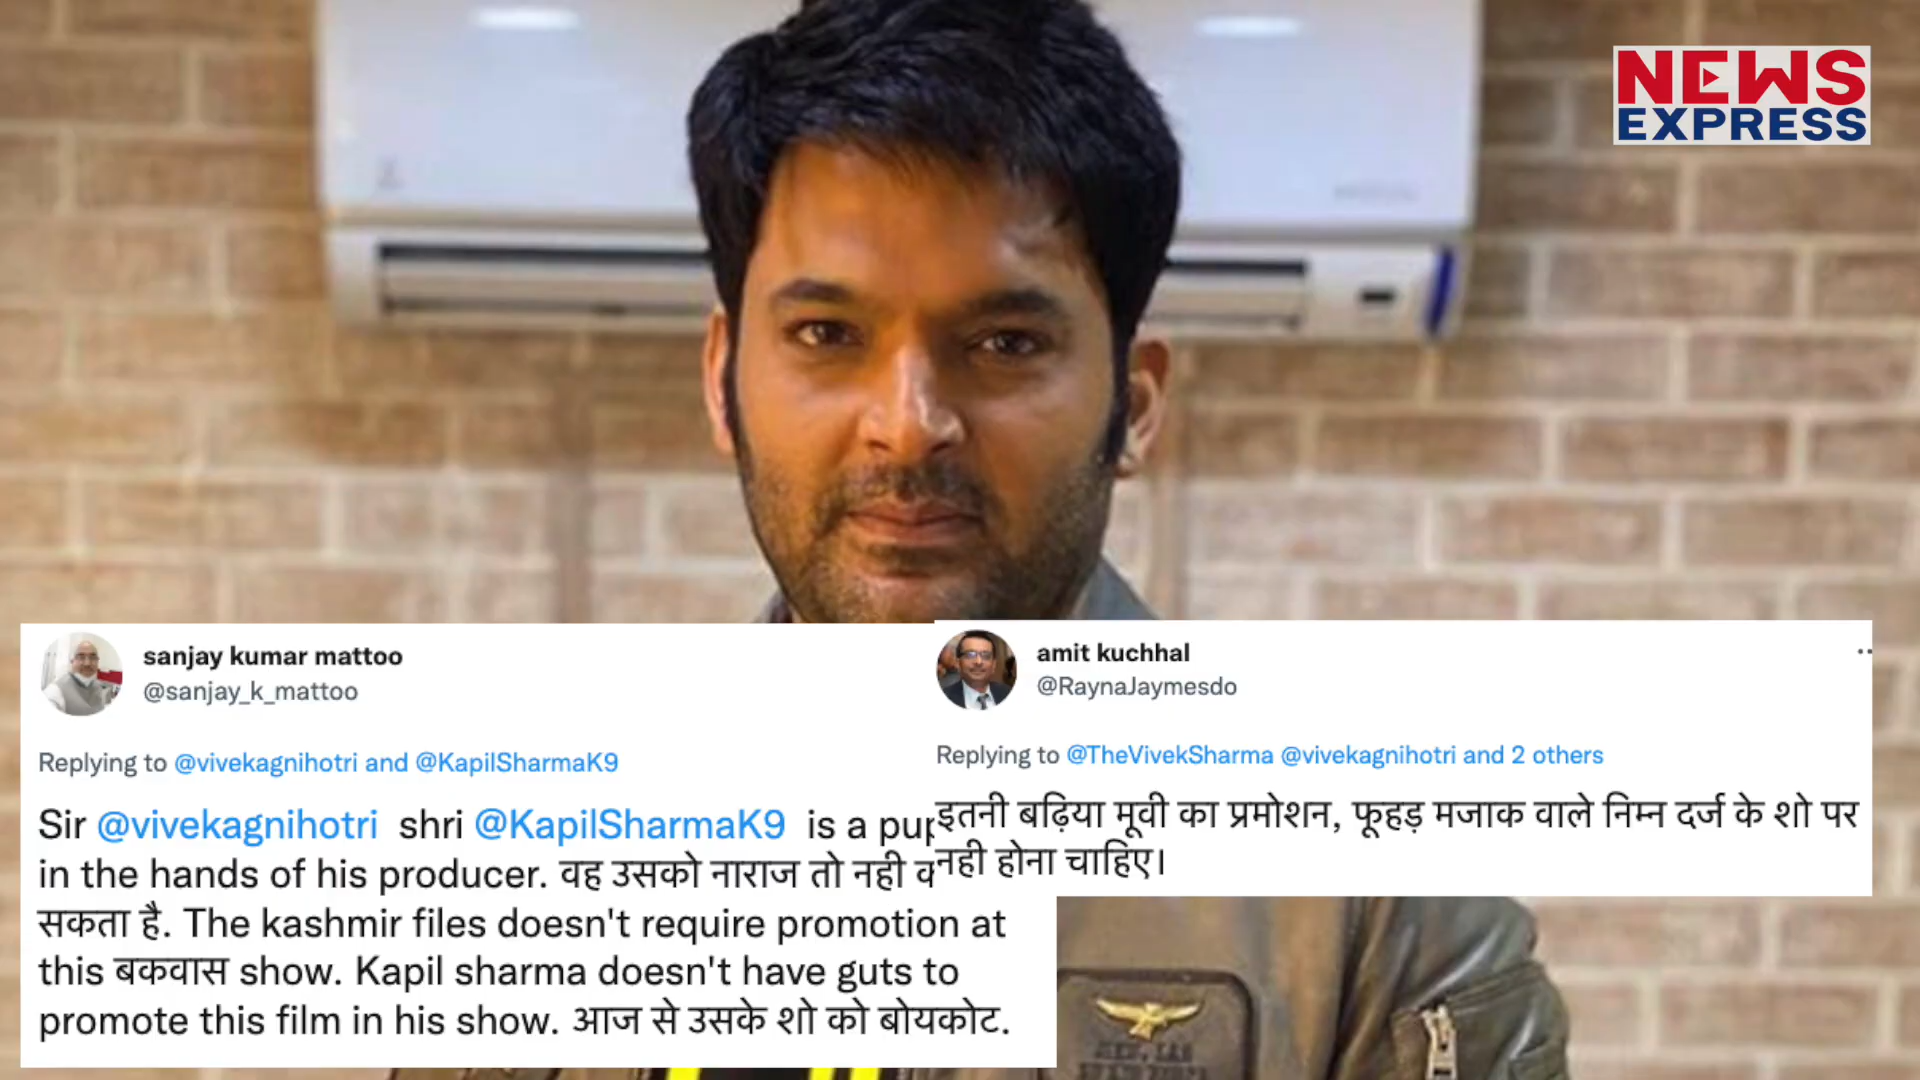 NEWS
EXPRESS
sanjay kumar mattoo
@sanjay_k_mattoo
Replying to @vivekagnihotri and @KapilSharmaK9
Sir @vivekagnihotri shri @KapilSharmaK9 is a pup
in the hands of his producer. वह उसको नाराज तो नही क
सकता है. The kashmir files doesn't require promotion at
this बकवास show. Kapil sharma doesn't have guts to
promote this film in his show. आज से उसके शो को बोयकोट.
amit kuchhal
@RaynaJaymesdo
Replying to @TheVivekSharma @vivekagnihotri and 2 others
इतनी बढ़िया मूवी का प्रमोशन, फूहड़ मजाक वाले निम्न दर्ज के शो पर
नही होना चाहिए।